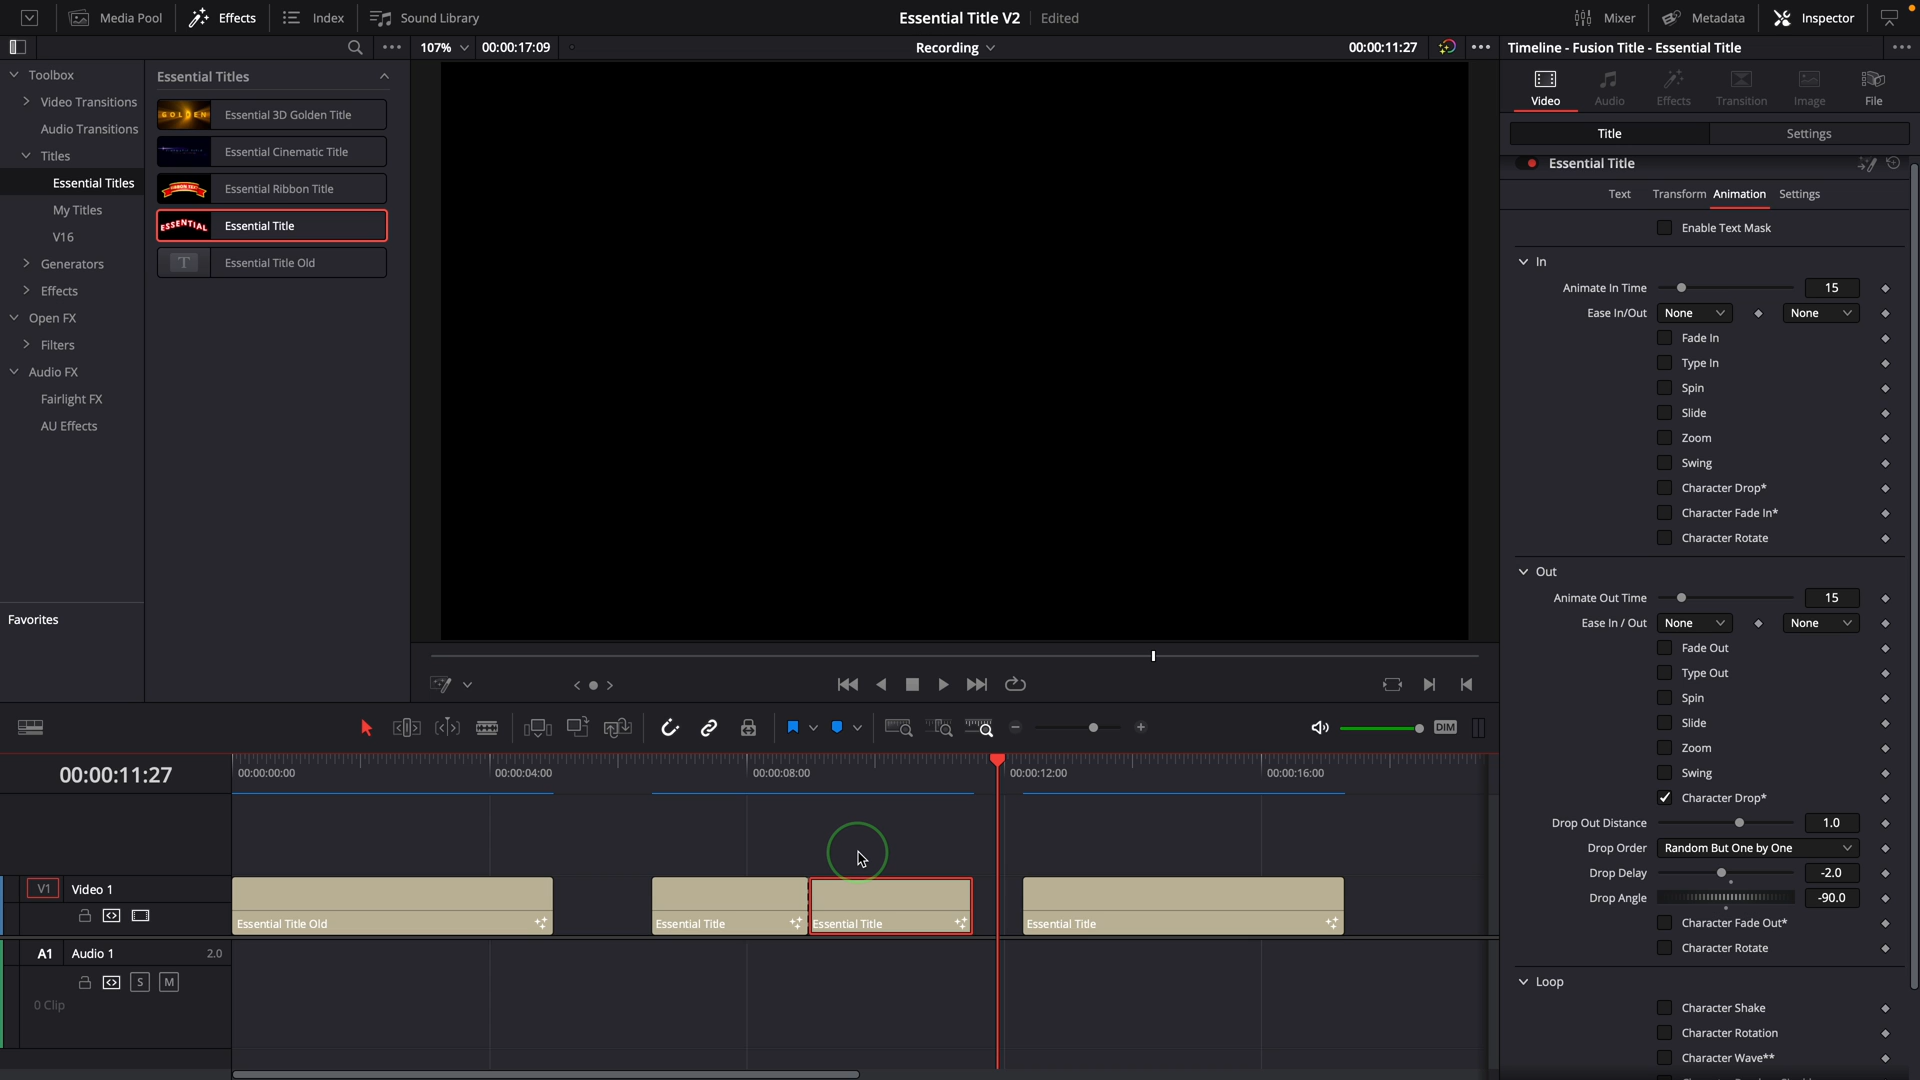 Media Pool
Effects
Index
Sound Library
Essential Title V2
Edited
Mixer
Metadata
Inspector
107%
00:00:17:09
Recording
00:00:11:27
Timeline - Fusion Title - Essential Title
Toolbox
Video Transitions
Audio Transitions
Titles
Essential Titles
My Titles
V16
Generators
Effects
Open FX
Filters
Audio FX
Fairlight FX
AU Effects
Favorites
Essential Titles
GOLDEN
Essential 3D Golden Title
Essential Cinematic Title
Essential Ribbon Title
ESSENTIAL
Essential Title
T
Essential Title Old
Video
Audio
Effects
Transition
Image
File
Title
Settings
Essential Title
Text
Transform
Animation
Settings
Enable Text Mask
In
Animate In Time
15
Ease In/Out
None
None
Fade In
Type In
Spin
Slide
Zoom
Swing
Character Drop*
Character Fade In*
Character Rotate
Out
Animate Out Time
15
Ease In / Out
None
None
Fade Out
Type Out
Spin
Slide
Zoom
Swing
Character Drop*
Drop Out Distance
1.0
Drop Order
Random But One by One
Drop Delay
-2.0
Drop Angle
-90.0
Character Fade Out*
Character Rotate
Loop
Character Shake
Character Rotation
Character Wave**
DIM
00:00:11:27
00:00:00:00
00:00:04:00
00:00:08:00
00:00:12:00
00:00:16:00
V1
Video 1
Essential Title Old
Essential Title
Essential Title
Essential Title
A1
Audio 1
2.0
S
M
0 Clip